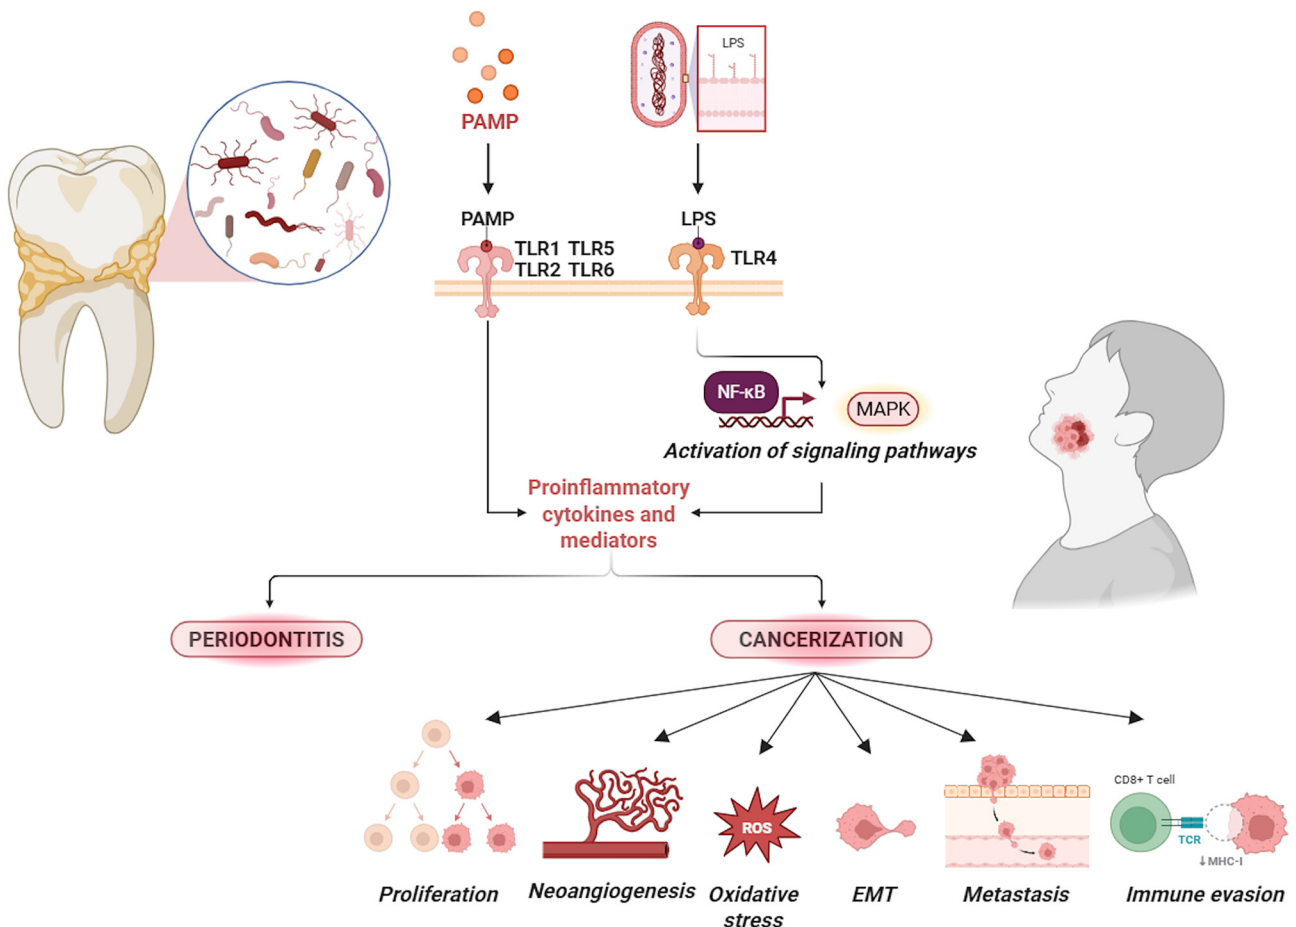 LPS
PAMP
PAMP
LPS
TLR1 TLR5
TLR2 TLR6
TLR4
NF-κB
MAPK
Activation of signaling pathways
Proinflammatory
cytokines and
mediators
PERIODONTITIS
CANCERIZATION
CD8+ T cell
ROS
TCR
↓MHC-I
Proliferation
Neoangiogenesis
Oxidative
stress
EMT
Metastasis
Immune evasion